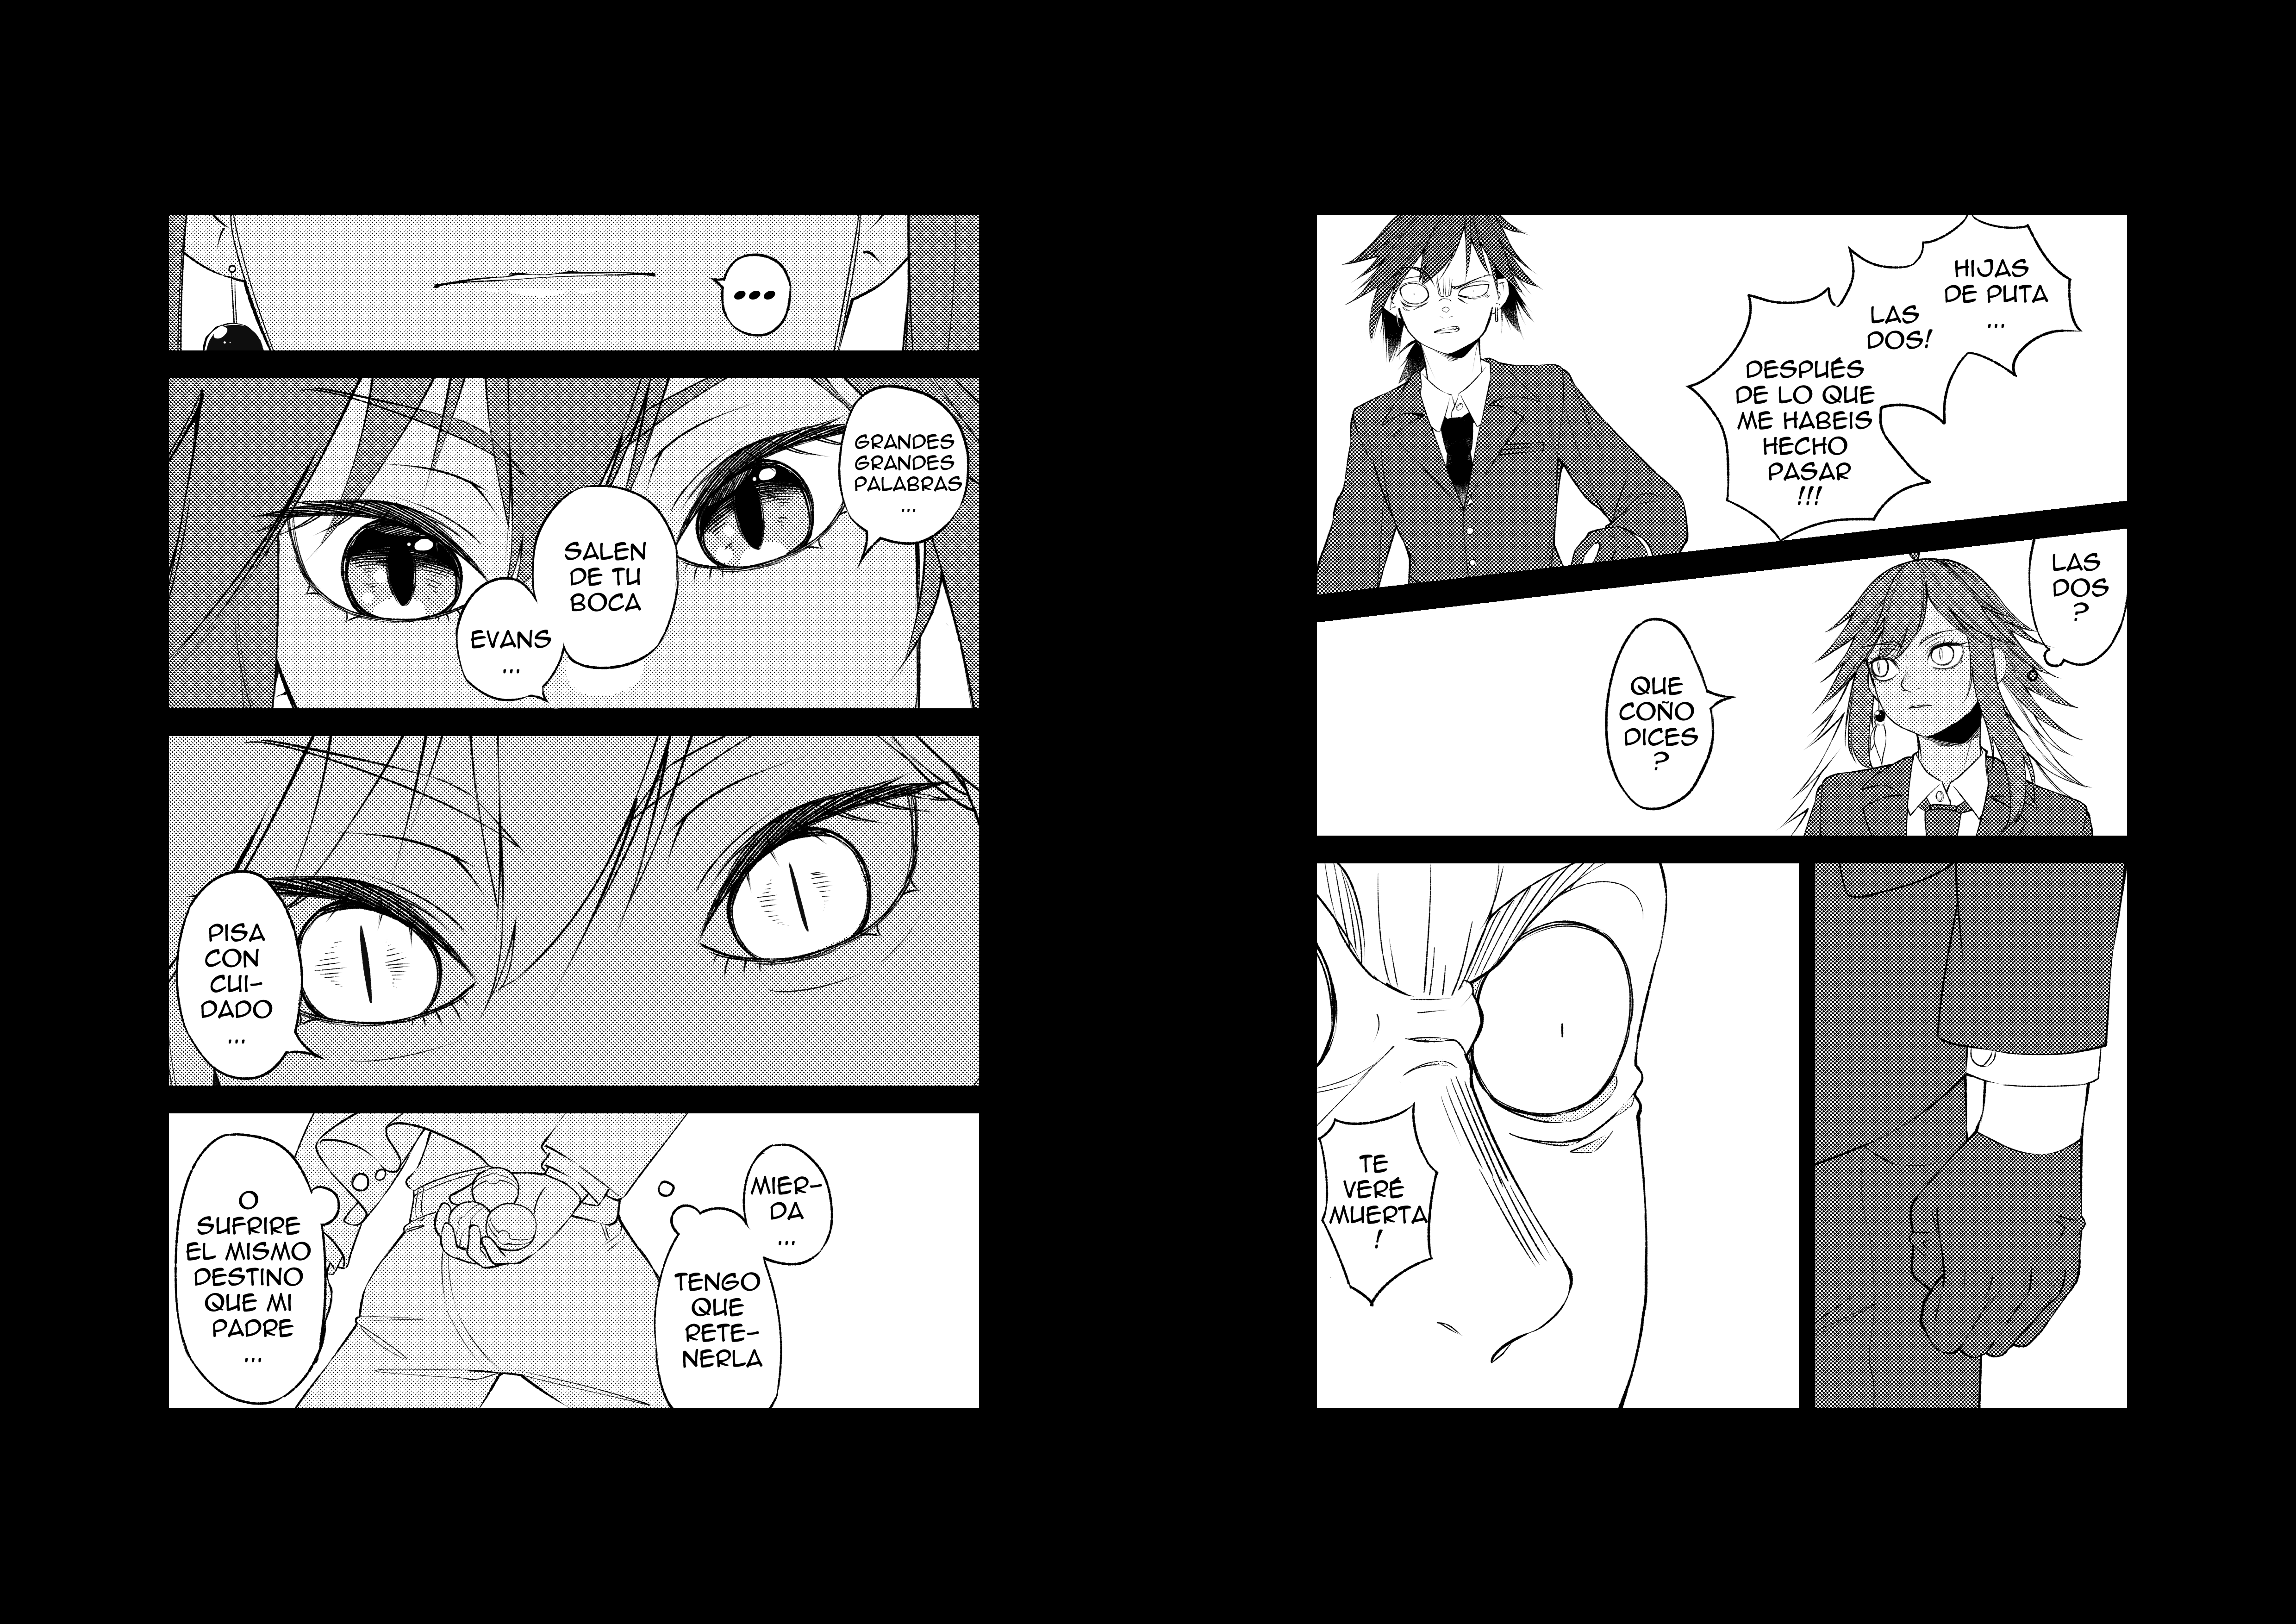 HIJAS
DE PUTA
...
LAS
DOS!
DESPUÉS
DE LO QUE
ME HABEIS
HECHO
PASAR
!!!
LAS
DOS
?
QUE
COÑO
DICES
?
TE
VERÉ
MUERTA
!
...
GRANDES
GRANDES
PALABRAS
...
SALEN
DE TU
BOCA
EVANS
...
PISA
CON
CUI-
DADO
...
MIER-
DA
...
TENGO
QUE
RETE-
NERLA
O
SUFRIRE
EL MISMO
DESTINO
QUE MI
PADRE
...